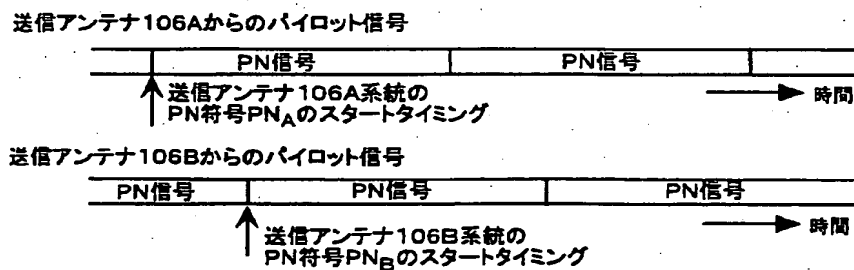 送信アンテナ106Aからのパイロット信号
PN信号 PN信号
送信アンテナ106A系統の
PN符号PNAのスタートタイミング
時間
送信アンテナ106Bからのパイロット信号
PN信号 PN信号 PN信号
送信アンテナ106B系統の
PN符号PNBのスタートタイミング
時間